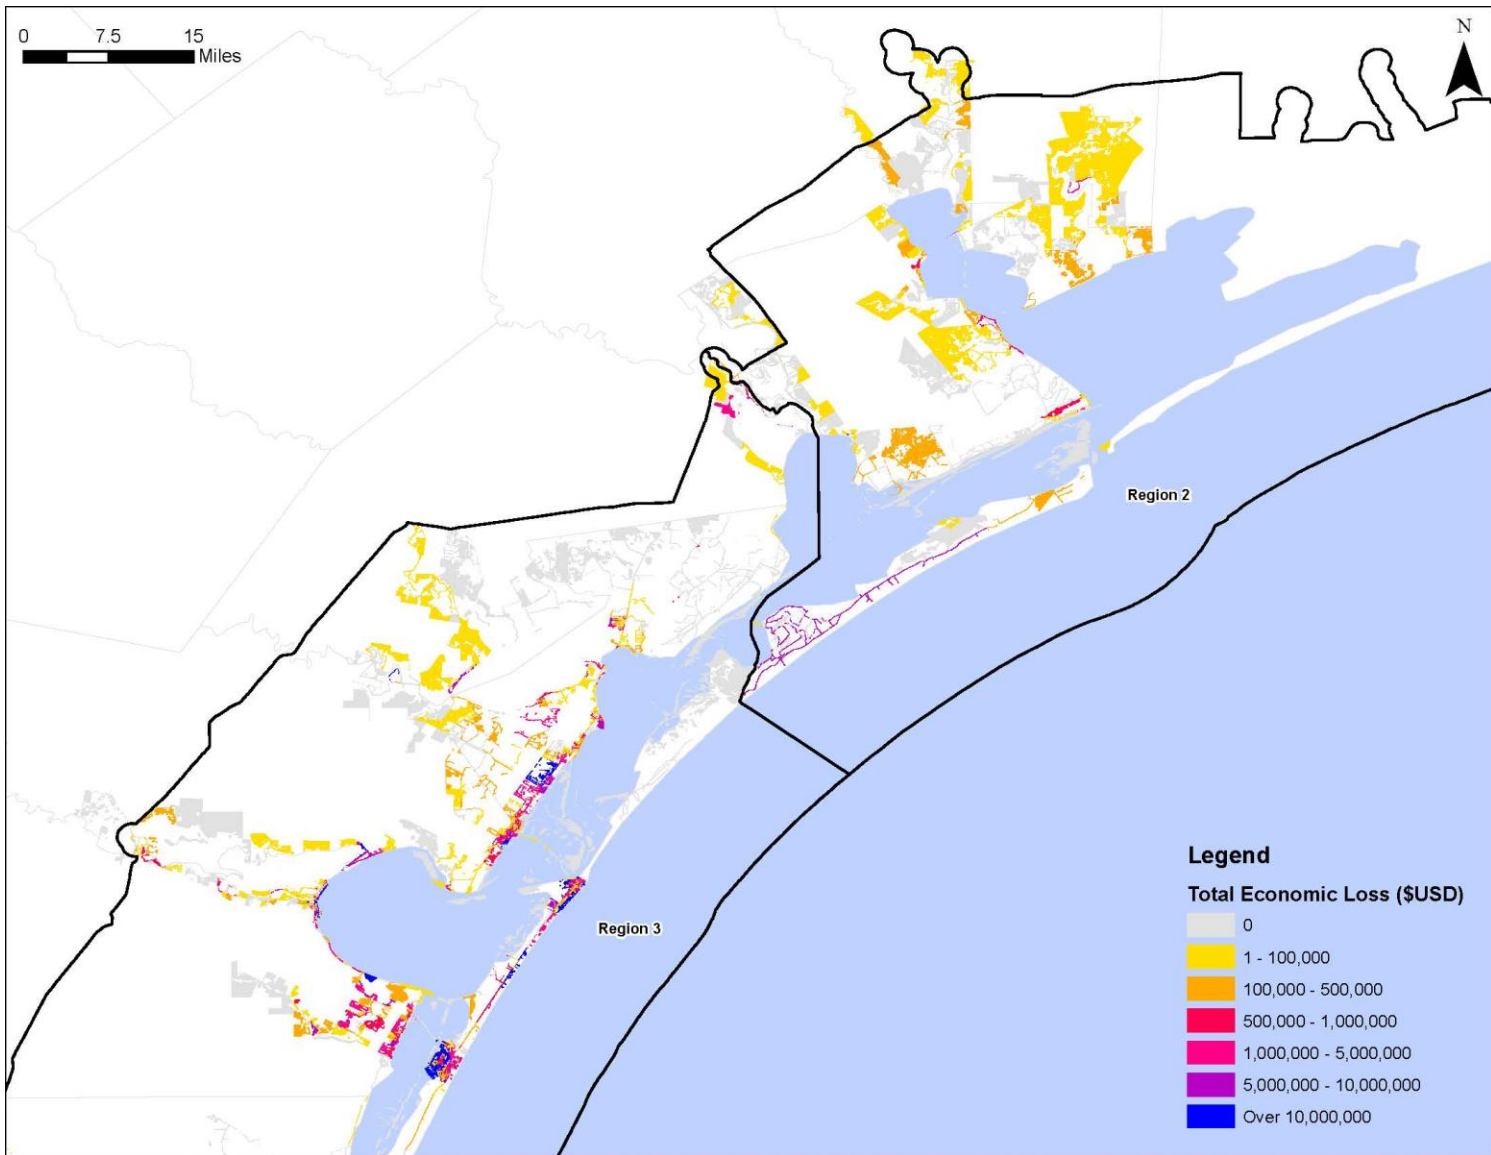 0 7.5 15
Miles
N
Region 2
Region 3
Legend
Total Economic Loss ($USD)
0
1 - 100,000
100,000 - 500,000
500,000 - 1,000,000
1,000,000 - 5,000,000
5,000,000 - 10,000,000
Over 10,000,000